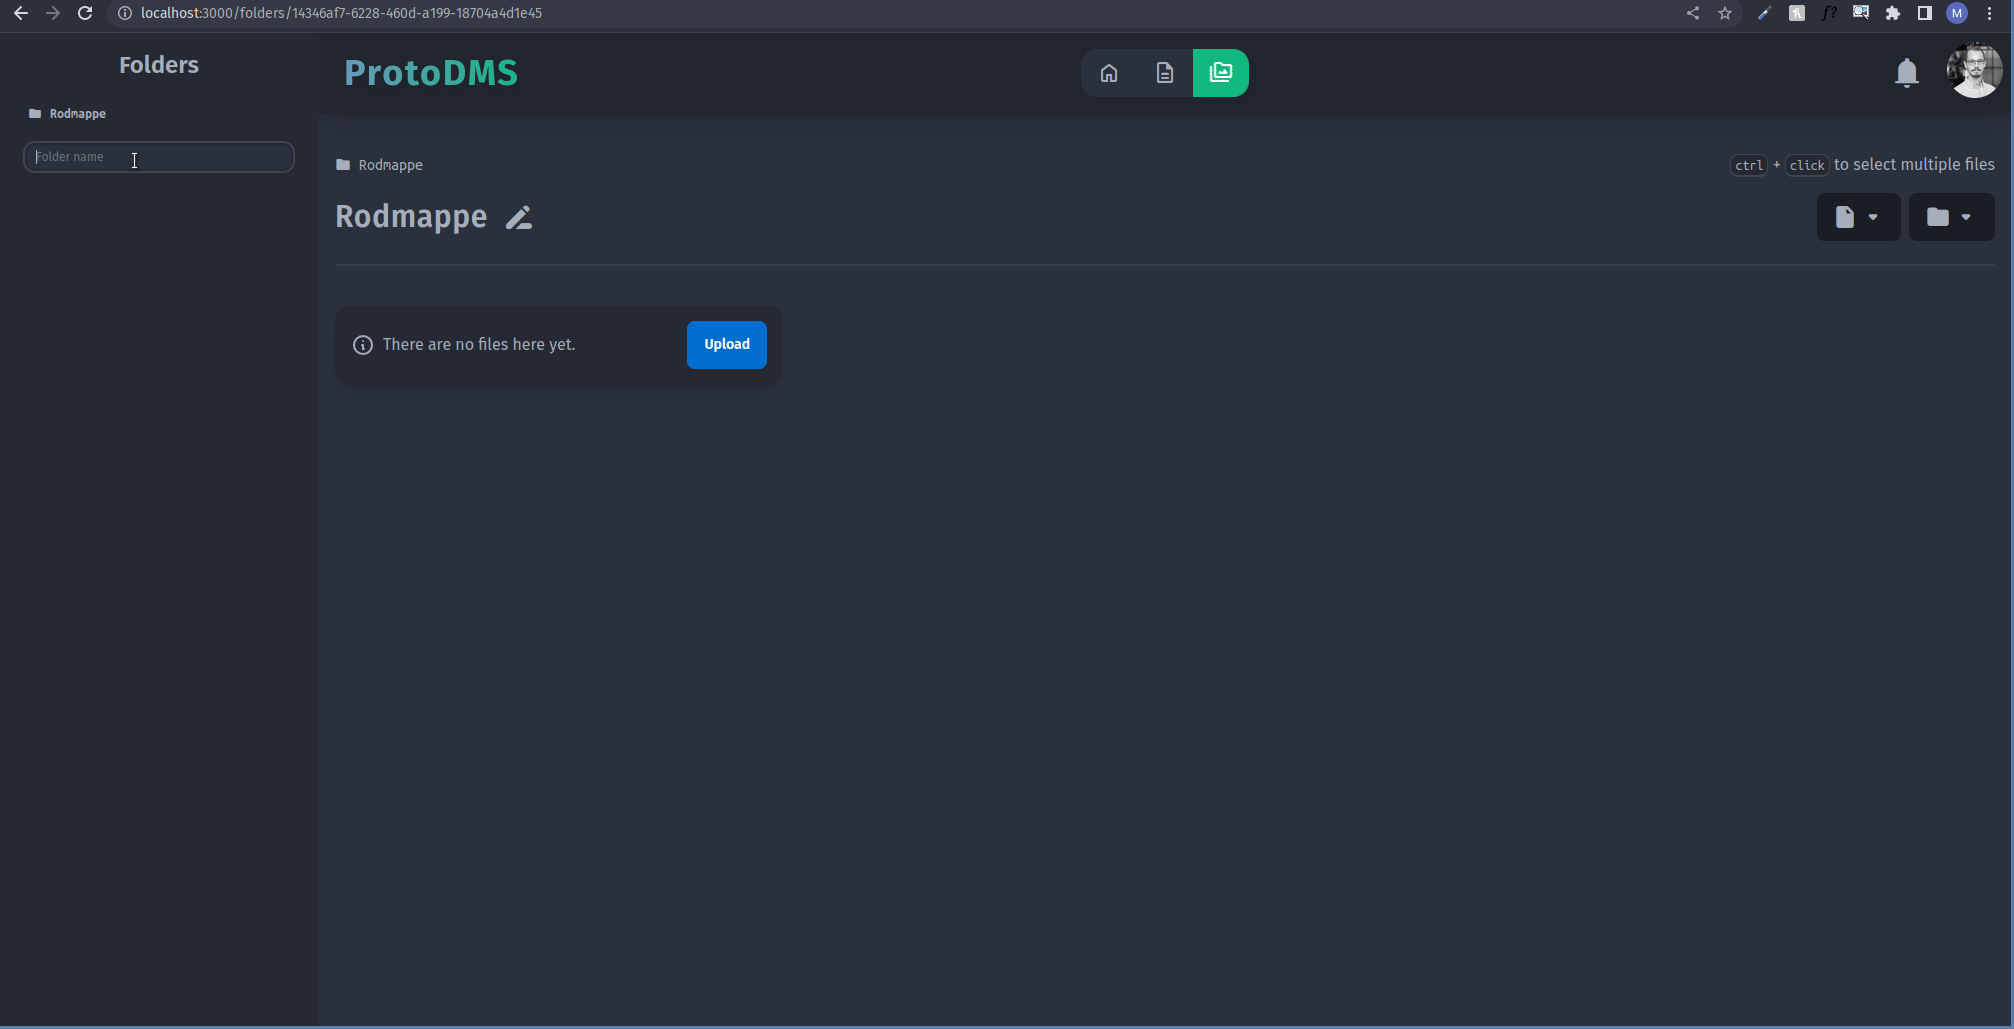 localhost:3000/folders/14346af7-6228-460d-a199-18704a4d1e45
M
Folders
Rodmappe
Folder name
ProtoDMS
Rodmappe
ctrl + click to select multiple files
Rodmappe
There are no files here yet.
Upload